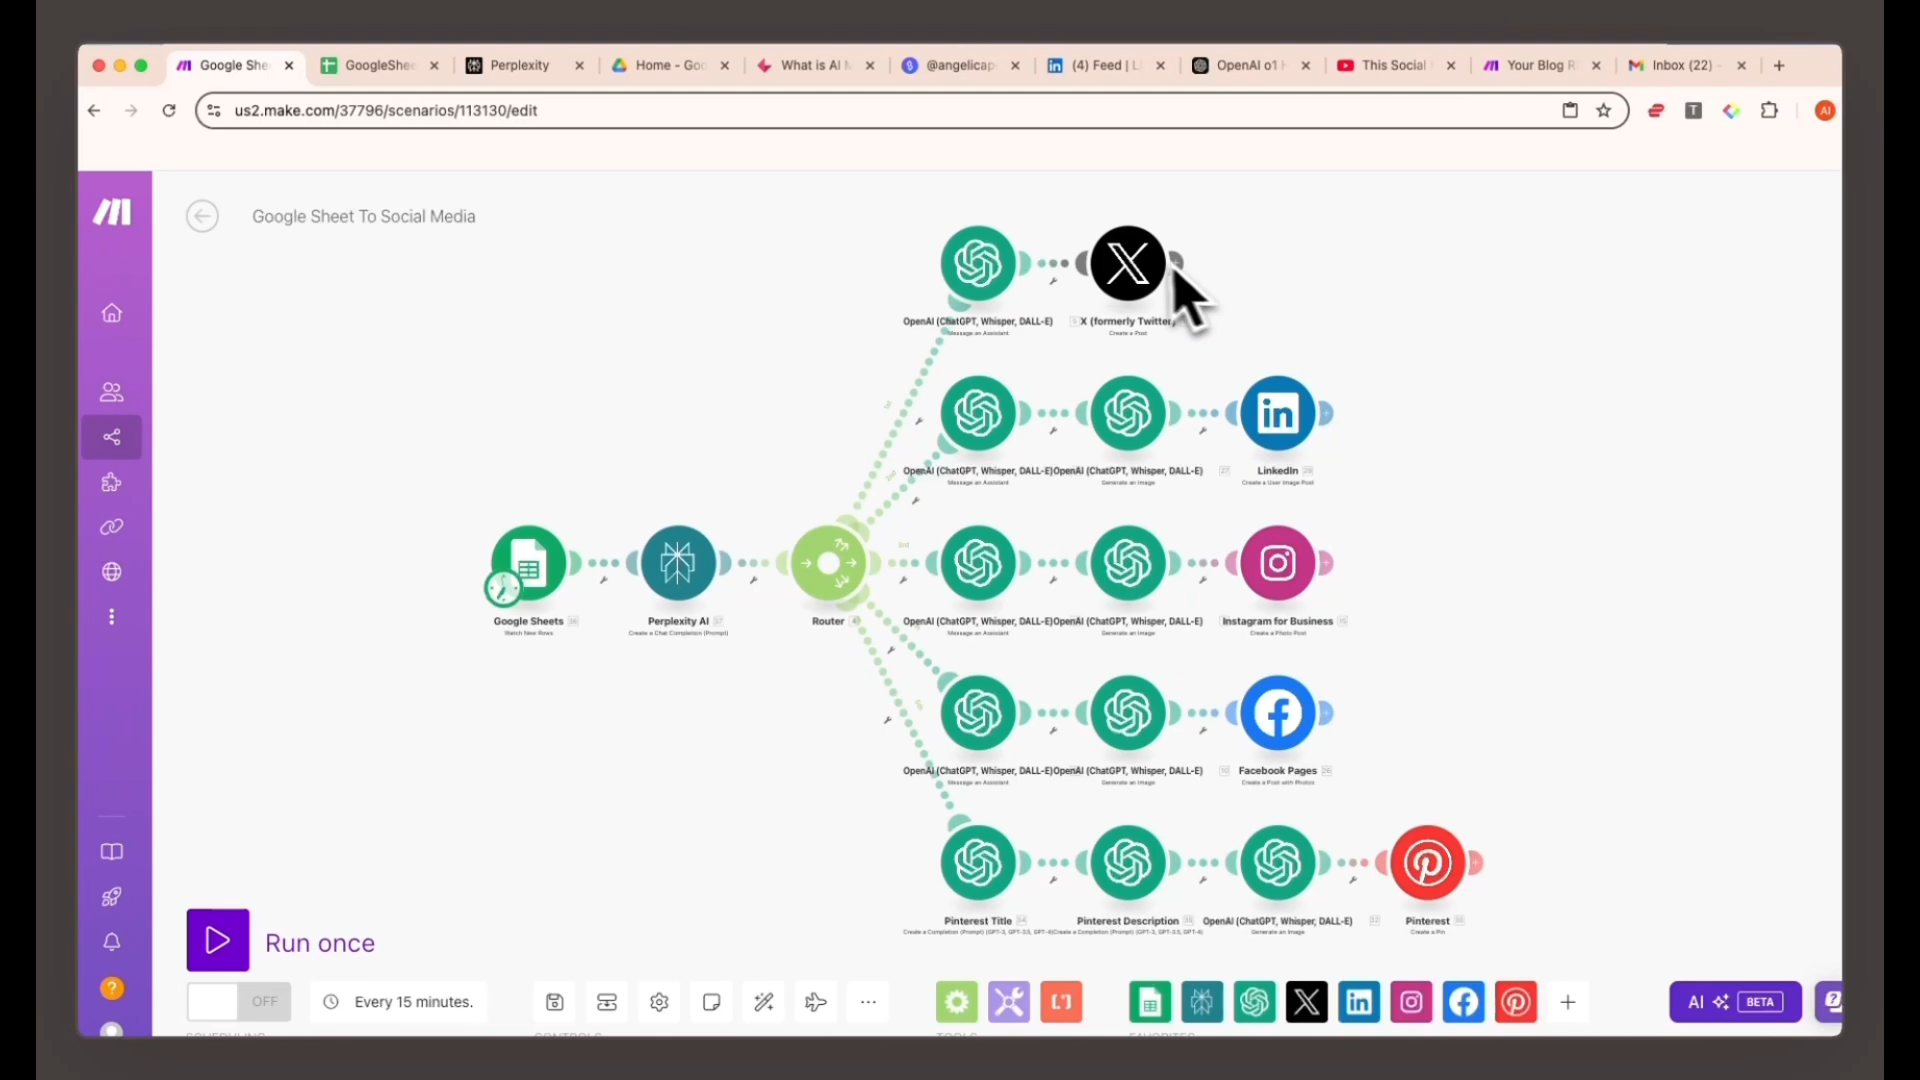 Google She
GoogleShee
Perplexity
Home - Goo
What is AI
@angelicap
(4) Feed | L
OpenAI o1
This Social
Your Blog R
Inbox (22) -
us2.make.com/37796/scenarios/113130/edit
T
AI
Google Sheet To Social Media
OpenAI (ChatGPT, Whisper, DALL-E)
Message an Assistant
X (formerly Twitter
Create a Post
OpenAI (ChatGPT, Whisper, DALL-E)
Message an Assistant
OpenAI (ChatGPT, Whisper, DALL-E)
Generate an Image
LinkedIn
Create a User Image Post
Google Sheets
Watch New Rows
Perplexity AI
Create a Chat Completion (Prompt)
Router
OpenAI (ChatGPT, Whisper, DALL-E)
Message an Assistant
OpenAI (ChatGPT, Whisper, DALL-E)
Generate an Image
Instagram for Business
Create a Photo Post
OpenAI (ChatGPT, Whisper, DALL-E)
Message an Assistant
OpenAI (ChatGPT, Whisper, DALL-E)
Generate an Image
Facebook Pages
Create a Post with Photos
Pinterest Title
Create a Completion (Prompt) (GPT-3, GPT-3.5, GPT-4)
Pinterest Description
Create a Completion (Prompt) (GPT-3, GPT-3.5, GPT-4)
OpenAI (ChatGPT, Whisper, DALL-E)
Generate an Image
Pinterest
Create a Pin
Run once
OFF
Every 15 minutes.
AI
BETA